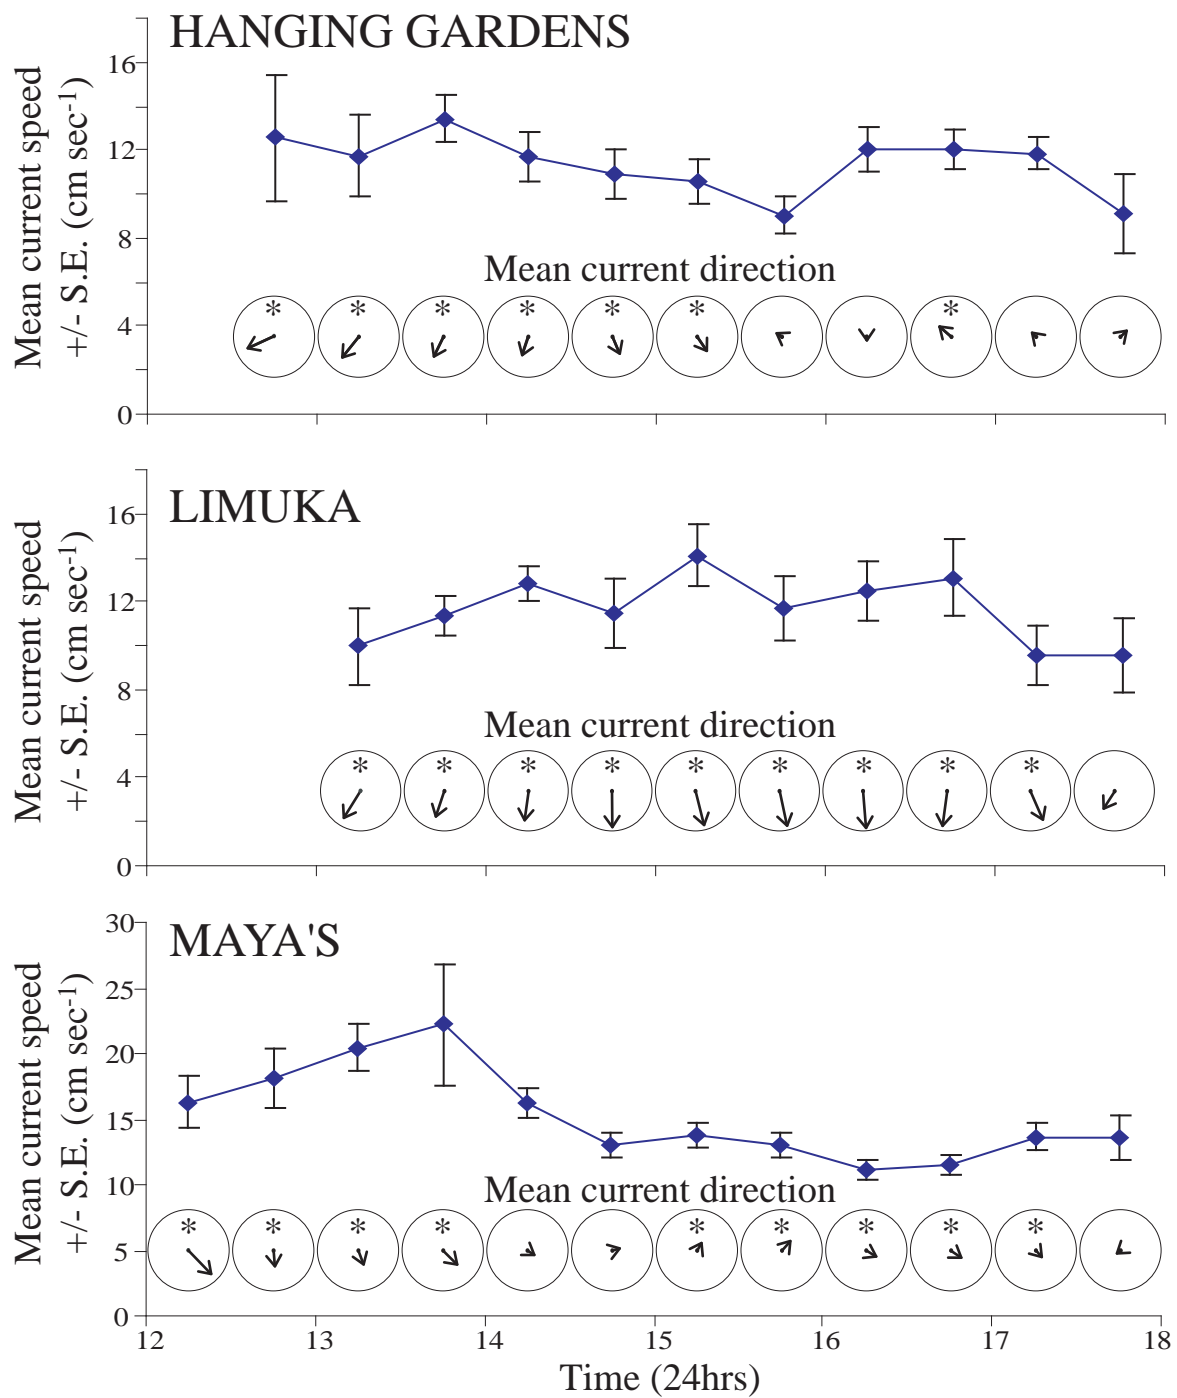 HANGING GARDENS
Mean current speed
+/- S.E. (cm sec-1)
16
12
8
4
0
Mean current direction
* * * * * * *
LIMUKA
Mean current speed
+/- S.E. (cm sec-1)
16
12
8
4
0
Mean current direction
* * * * * * * * *
MAYA'S
Mean current speed
+/- S.E. (cm sec-1)
30
25
20
15
10
5
0
Mean current direction
* * * * * * * * *
12 13 14 15 16 17 18
Time (24hrs)